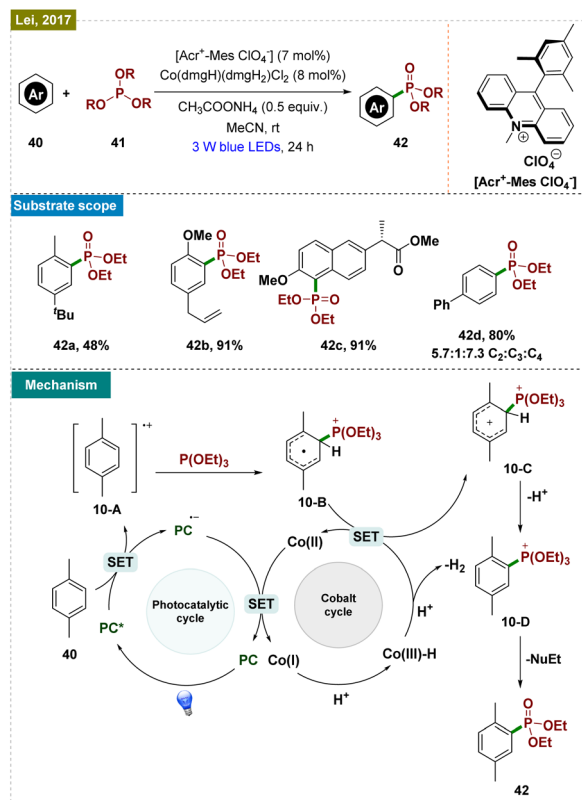 Lei, 2017
Ar
40
+
RO
OR
P
OR
41
[Acr+-Mes ClO4-] (7 mol%)
Co(dmgH)(dmgH2)Cl2 (8 mol%)
CH3COONH4 (0.5 equiv.)
MeCN, rt
3 W blue LEDs, 24 h
Ar
O
P
OR
OR
42
N
+
ClO4
−
[Acr+-Mes ClO4-]
Substrate scope
O
P
OEt
OEt
tBu
42a, 48%
OMe
O
P
OEt
OEt
42b, 91%
OMe
O
MeO
EtO
P
O
EtO
42c, 91%
Ph
O
P
OEt
OEt
42d, 80%
5.7:1:7.3 C2:C3:C4
Mechanism
•+
10-A
P(OEt)3
+
P(OEt)3
H
•
10-B
+
P(OEt)3
H
+
10-C
-H+
PC•−
SET
Co(II)
SET
40
PC*
Photocatalytic
cycle
SET
Cobalt
cycle
-H2
H+
+
P(OEt)3
10-D
PC
Co(I)
H+
Co(III)-H
-NuEt
O
P
OEt
OEt
42